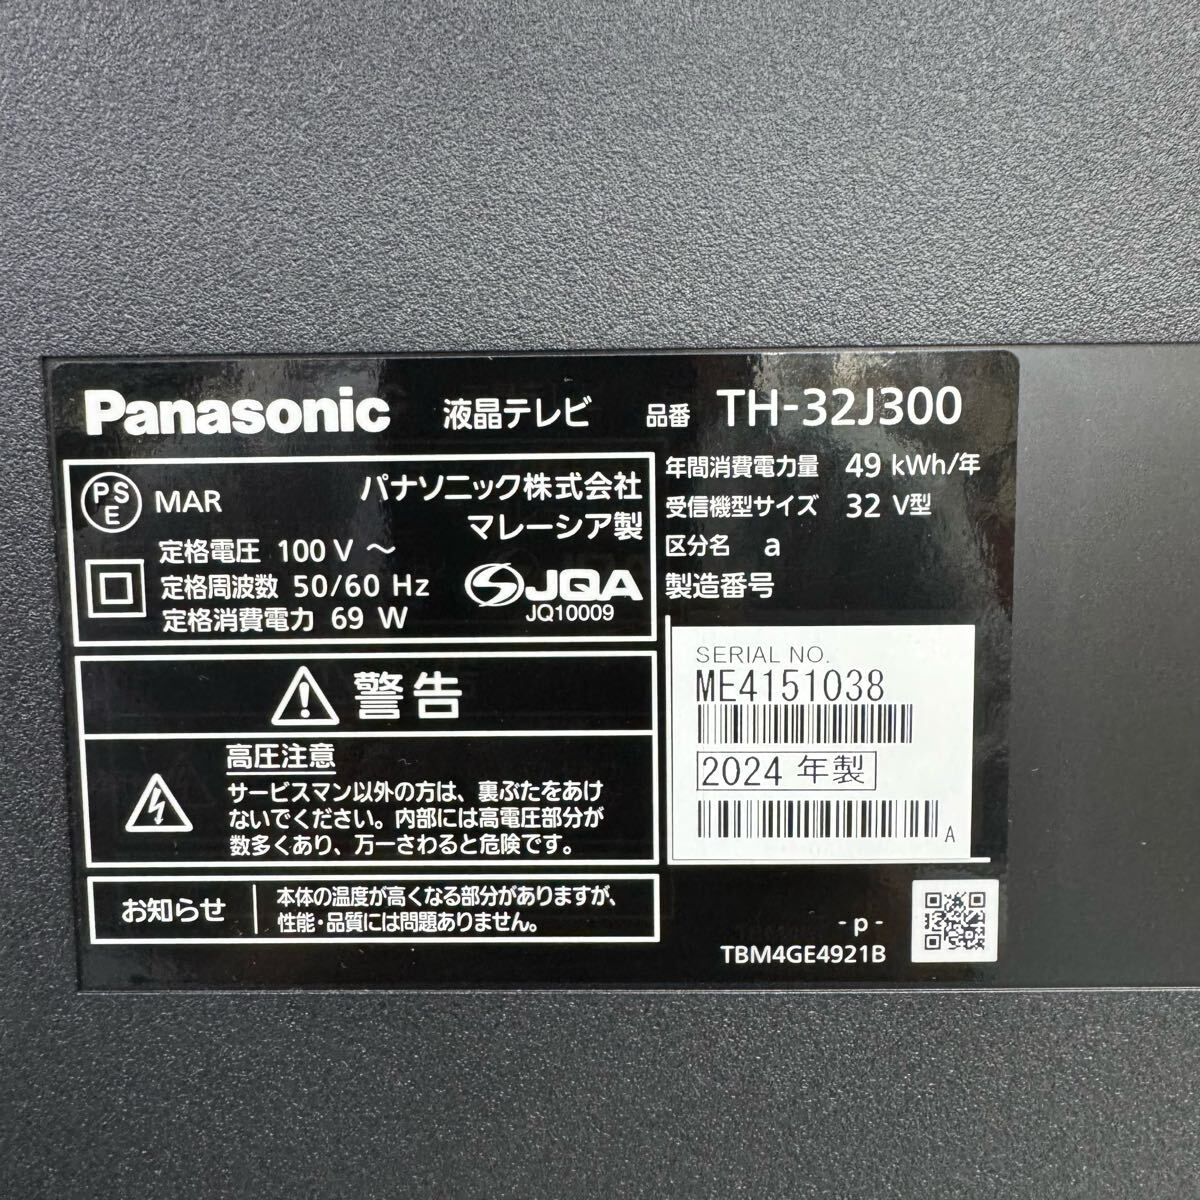 Panasonic 液晶テレビ 品番 TH-32J300
PSE MAR
パナソニック株式会社
マレーシア製
定格電圧 100 V ～
定格周波数 50/60 Hz
定格消費電力 69 W
JQA
JQ10009
年間消費電力量 49 kWh/年
受信機型サイズ 32 V型
区分名 a
製造番号
SERIAL NO.
ME4151038
2024 年製
A
警告
高圧注意
サービスマン以外の方は、裏ぶたをあけ
ないでください。内部には高電圧部分が
数多くあり、万一さわると危険です。
お知らせ
本体の温度が高くなる部分がありますが、
性能・品質には問題ありません。
- p -
TBM4GE4921B